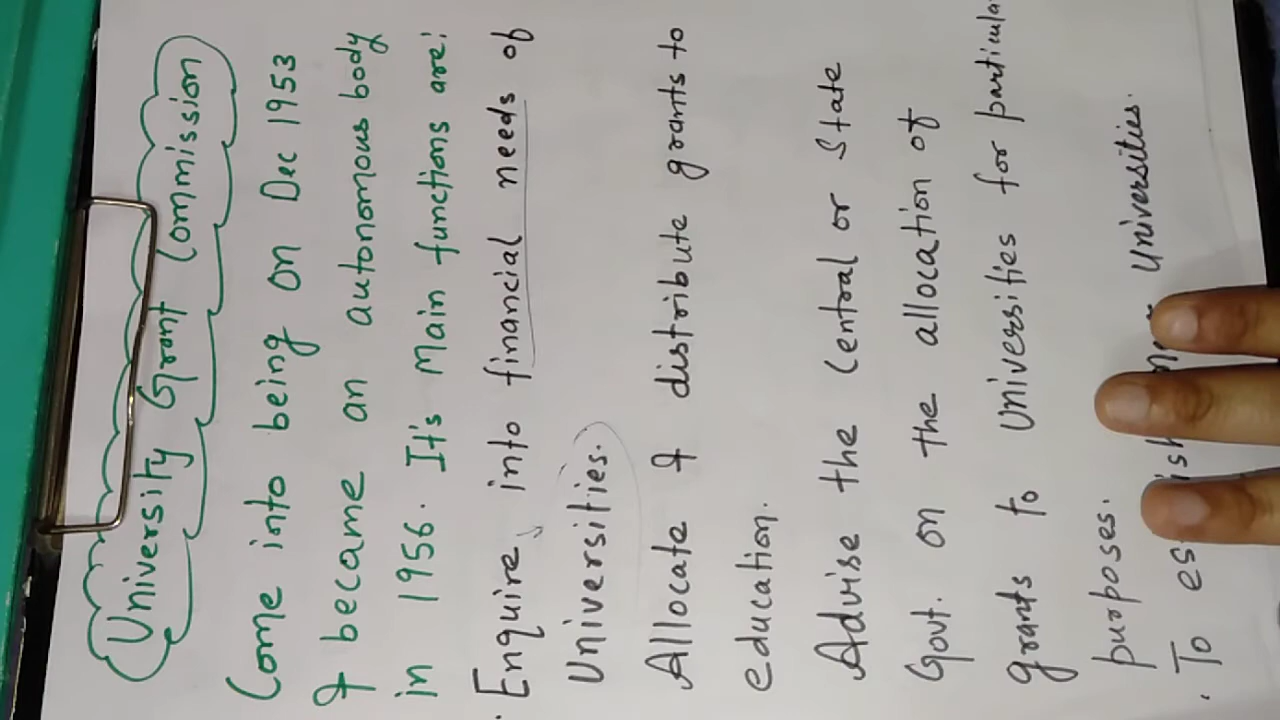 University Grant Commission
Come into being on Dec 1953
& became an autonomous body
in 1956. It's Main functions are:
. Enquire into financial needs of
Universities.
Allocate & distribute grants to
education.
Advise the Central or State
Govt. on the allocation of
grants to Universities for particula
purposes.
. To es ish Universities.